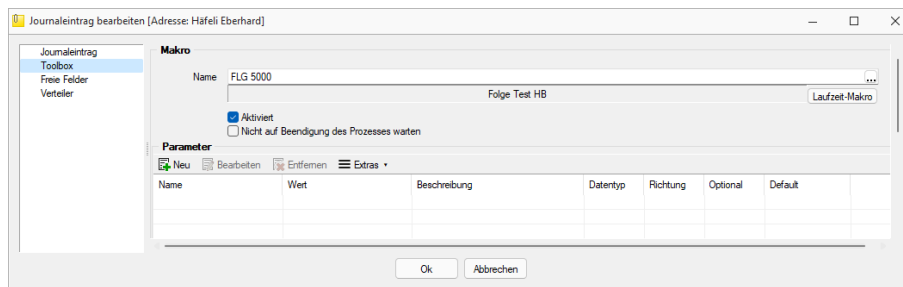 Journaleintrag bearbeiten [Adresse: Häfeli Eberhard]
Journaleintrag
Toolbox
Freie Felder
Verteiler
Makro
Name FLG 5000 ...
Folge Test HB Laufzeit-Makro
Aktiviert
Nicht auf Beendigung des Prozesses warten
Parameter
Neu Bearbeiten Entfernen Extras
Name Wert Beschreibung Datentyp Richtung Optional Default
Ok Abbrechen